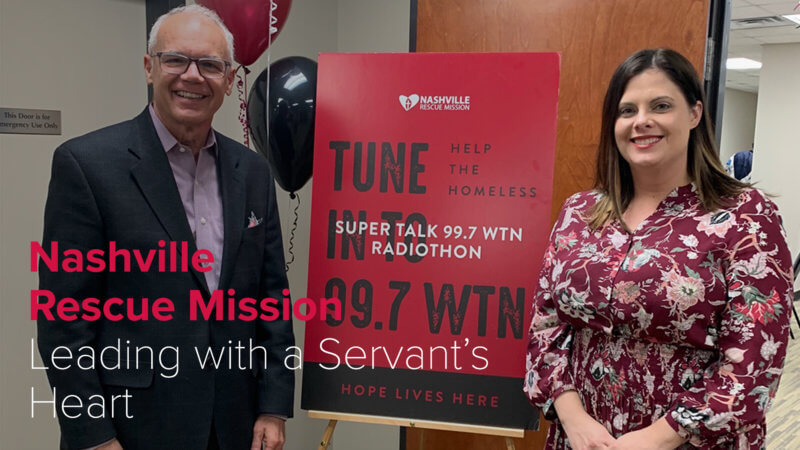 This Door is for
Emergency Use Only
NASHVILLE
RESCUE MISSION
TUNE
HELP
THE
HOMELESS
IN TO
SUPER TALK 99.7 WTN
RADIOTHON
99.7 WTN
HOPE LIVES HERE
Nashville
Rescue Mission
Leading with a Servant’s
Heart